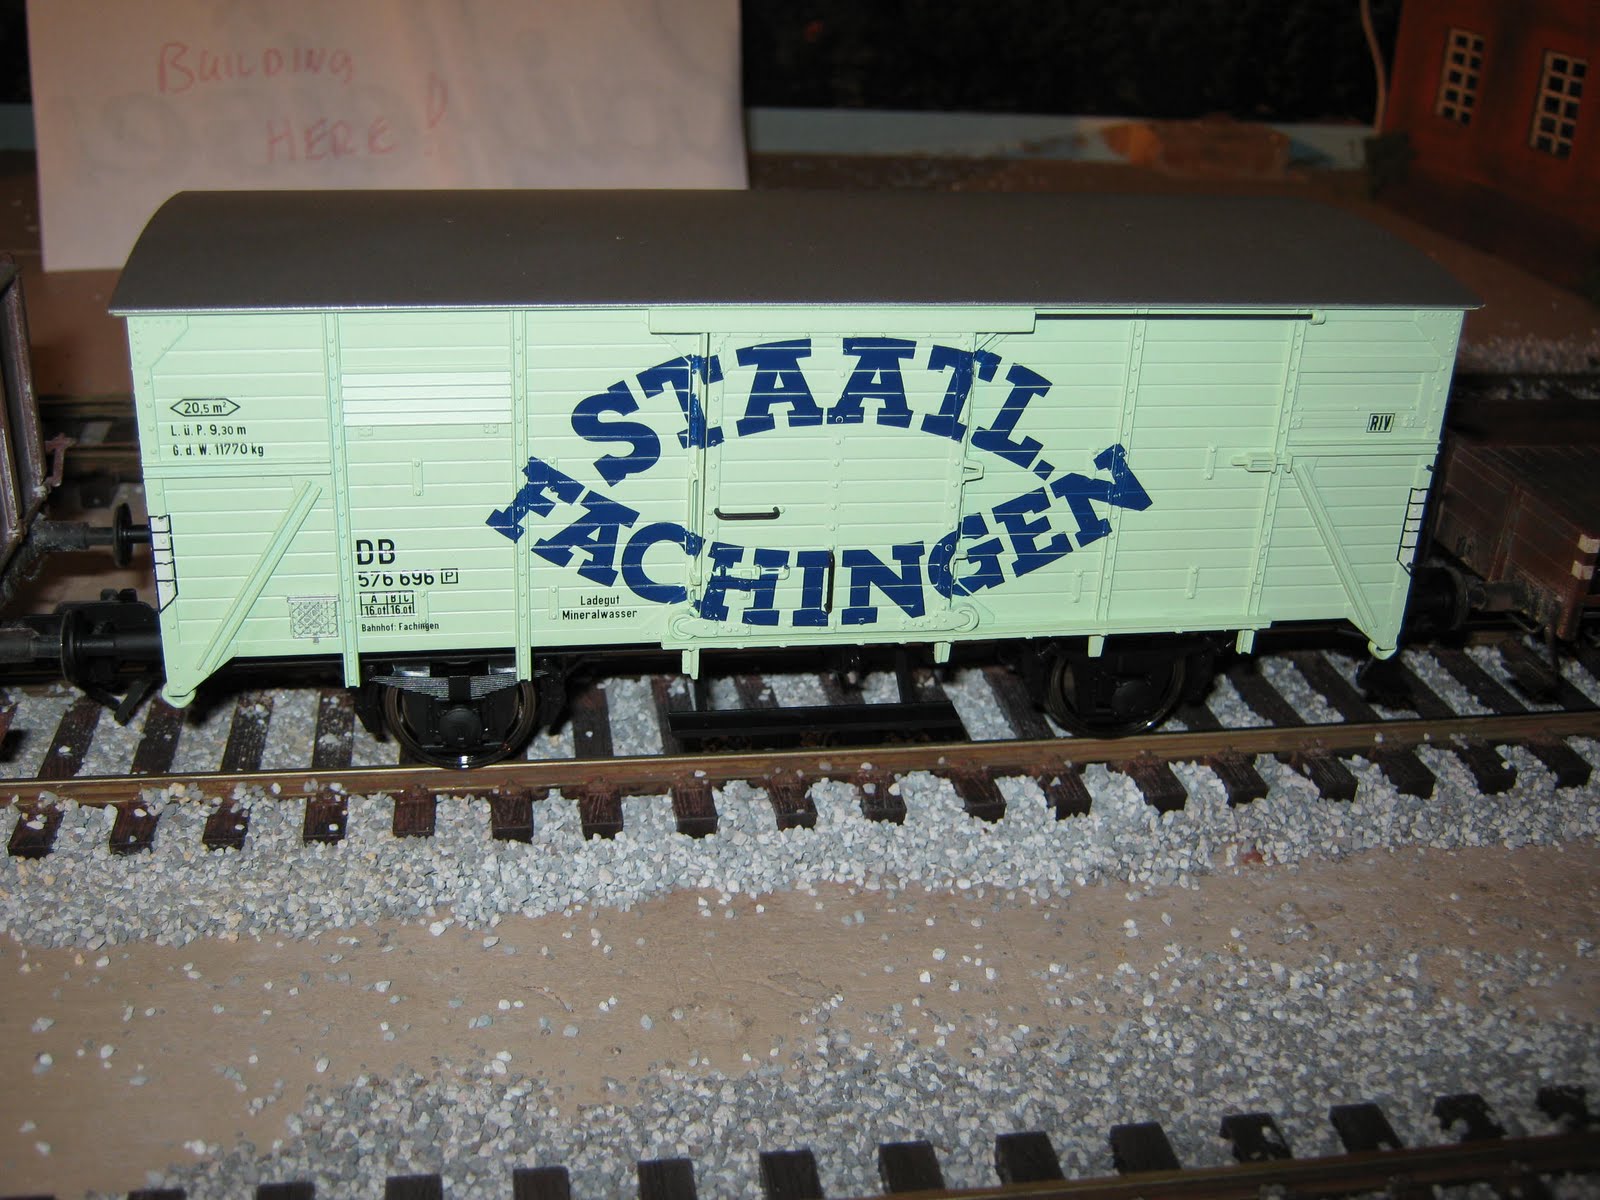 BUILDING
HERE!
STAATL.
FACHINGEN
20,5 m²
L. ü. P. 9,30 m
G. d. W. 11770 kg
RIV
DB
576 696 P
A B C
16.0t 16.0t
Bahnhof: Fachingen
Ladegut
Mineralwasser